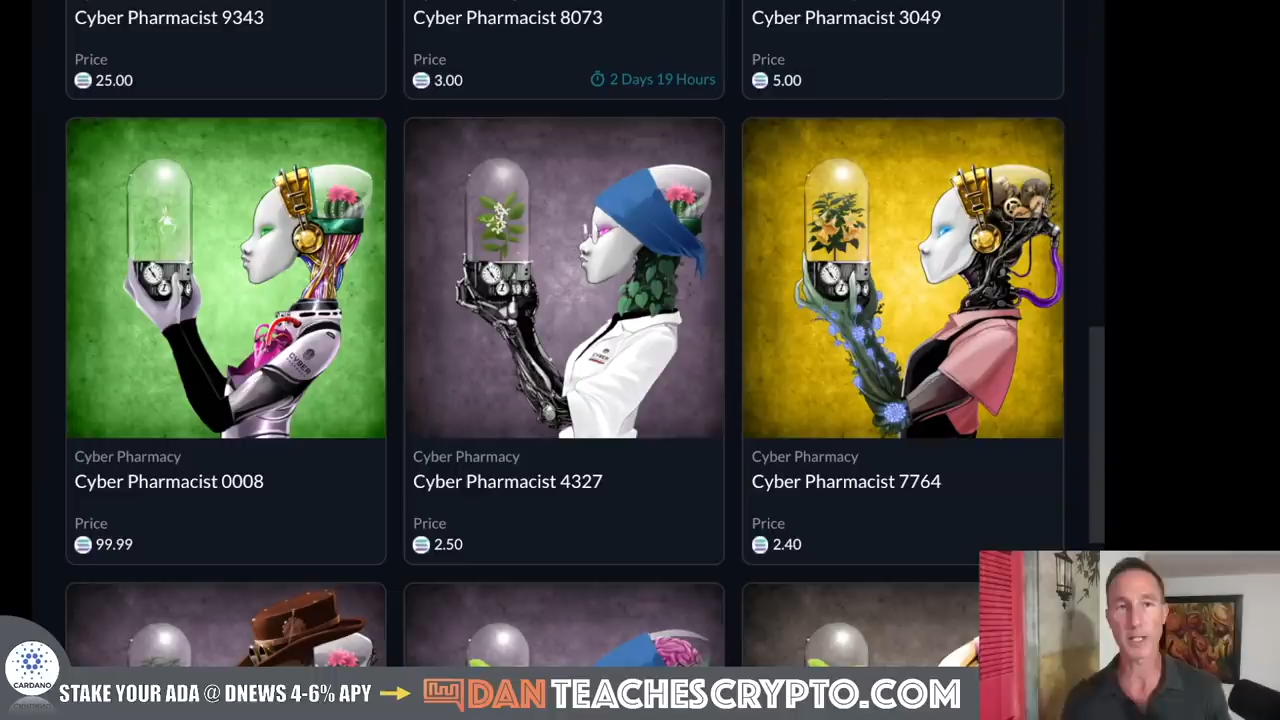 Cyber Pharmacist 9343
Price
25.00
Cyber Pharmacist 8073
Price
3.00
2 Days 19 Hours
Cyber Pharmacist 3049
Price
5.00
CYBER
Cyber Pharmacy
Cyber Pharmacist 0008
Price
99.99
CYBER
Cyber Pharmacy
Cyber Pharmacist 4327
Price
2.50
Cyber Pharmacy
Cyber Pharmacist 7764
Price
2.40
CARDANO
STAKE YOUR ADA @ DNEWS 4-6% APY
DANTEACHESCRYPTO.COM